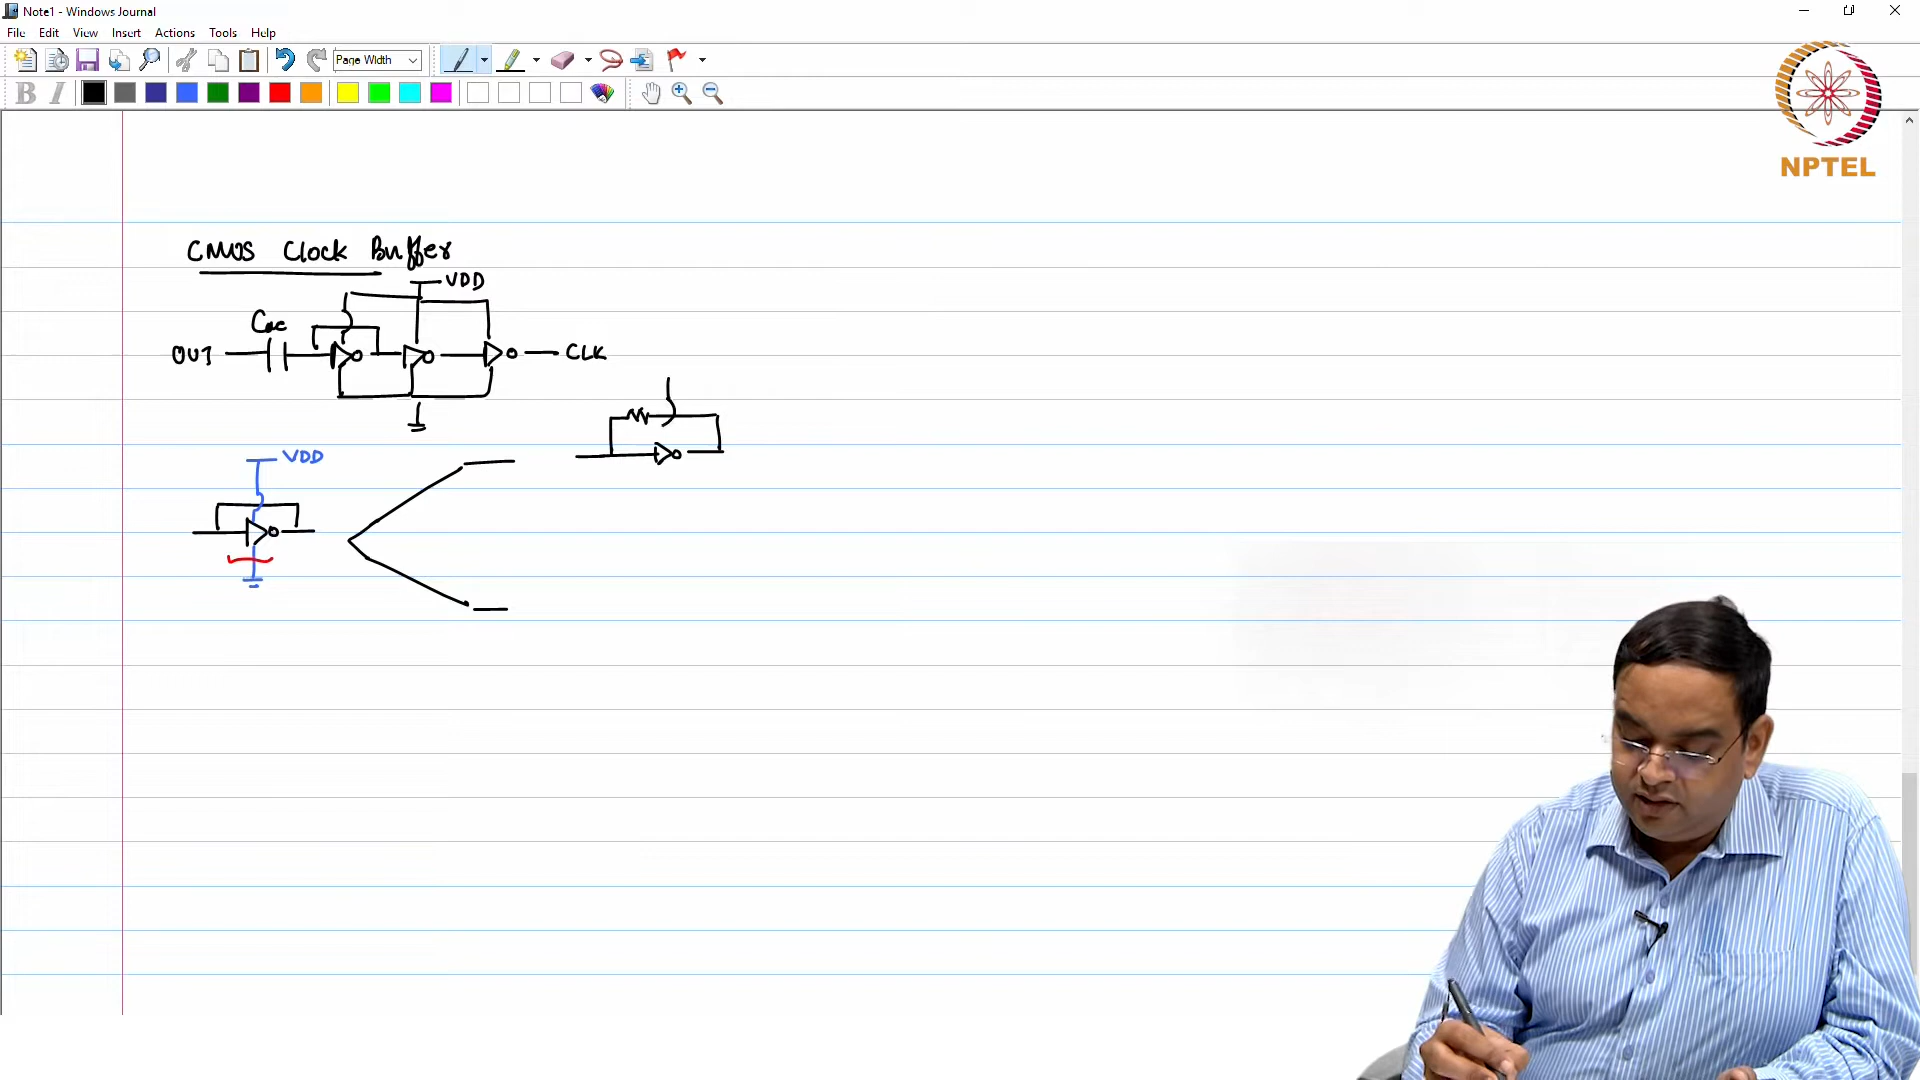 Note1 - Windows Journal
File Edit View Insert Actions Tools Help
Page Width
B I
NPTEL
CMOS Clock Buffer
VDD
Cac
OUT
CLK
VDD